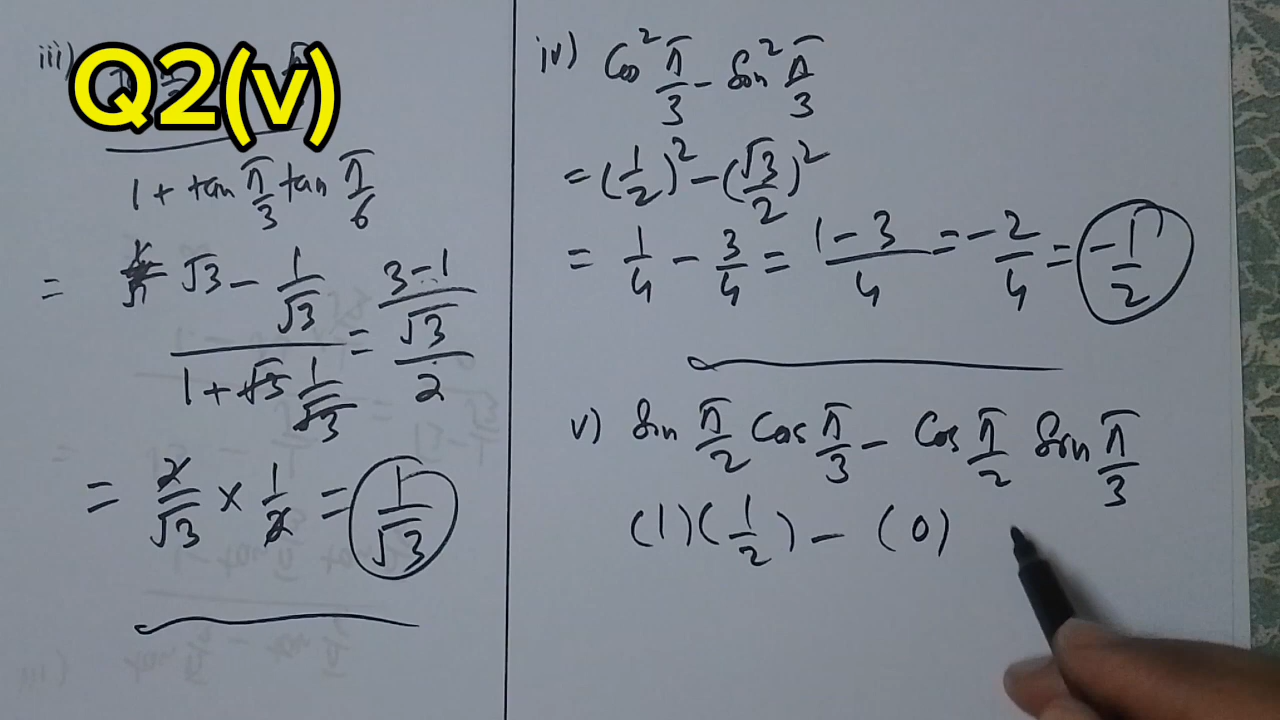 Q2(v)
iii)
1 + tan π/3 tan π/6
= √3 − 1/√3 / 1 + √3 1/√3 = 3−1/√3 / 2
= 2/√3 × 1/2 = 1/√3
iv) Cos² π/3 − Sin² π/3
= (1/2)² − (√3/2)²
= 1/4 − 3/4 = 1−3/4 = −2/4 = −1/2
v) Sin π/2 Cos π/3 − Cos π/2 Sin π/3
(1)(1/2) − (0)